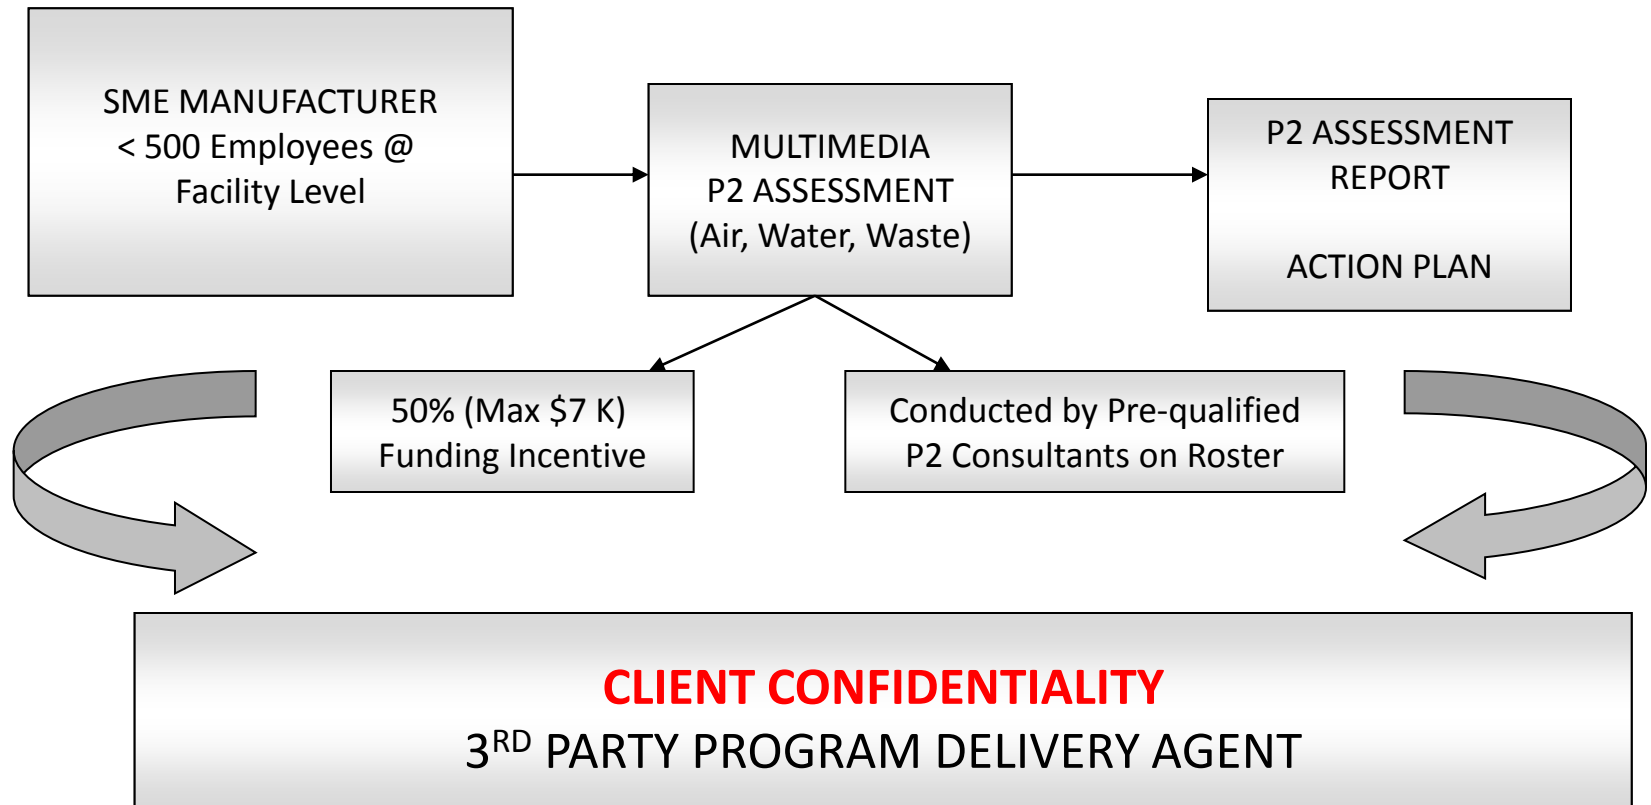 SME MANUFACTURER
< 500 Employees @
Facility Level
MULTIMEDIA
P2 ASSESSMENT
(Air, Water, Waste)
P2 ASSESSMENT
REPORT
ACTION PLAN
50% (Max $7 K)
Funding Incentive
Conducted by Pre-qualified
P2 Consultants on Roster
CLIENT CONFIDENTIALITY
3RD PARTY PROGRAM DELIVERY AGENT